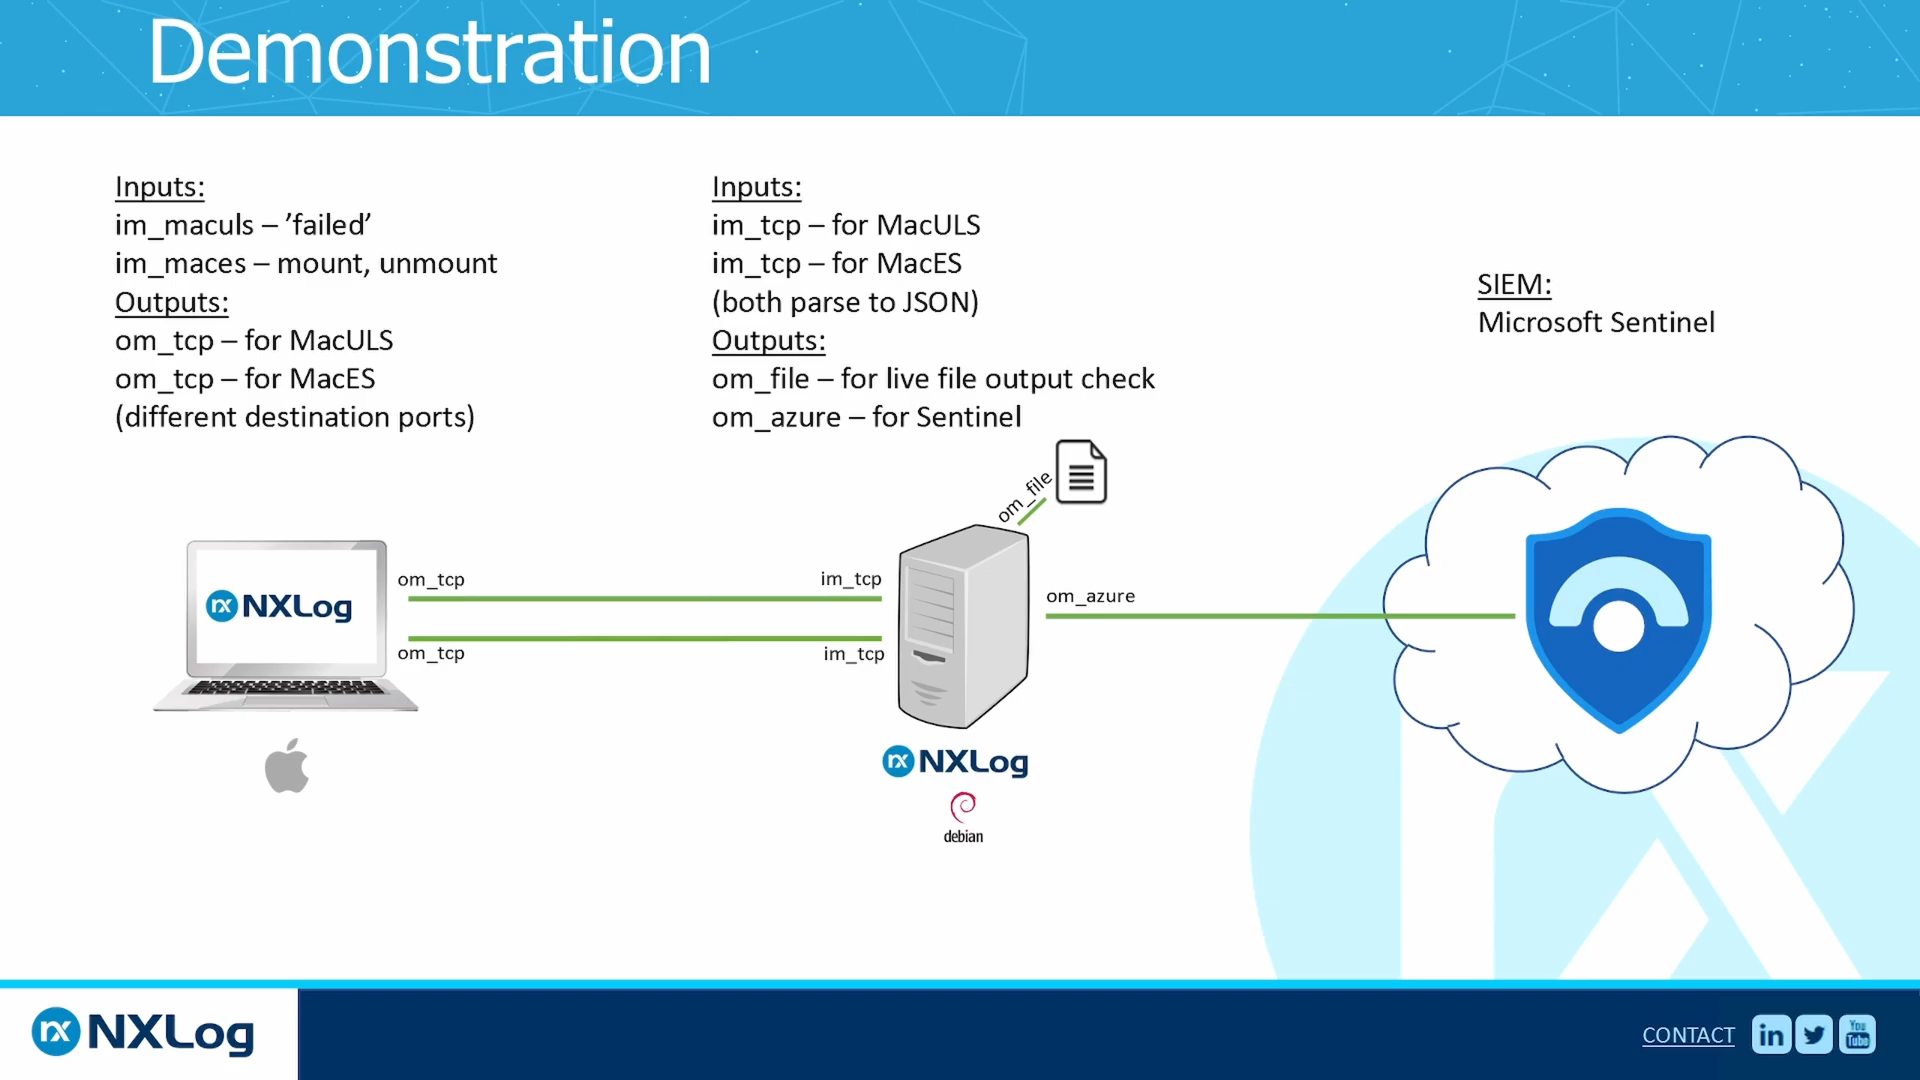 Demonstration
Inputs:
im_maculs – ’failed’
im_maces – mount, unmount
Outputs:
om_tcp – for MacULS
om_tcp – for MacES
(different destination ports)
Inputs:
im_tcp – for MacULS
im_tcp – for MacES
(both parse to JSON)
Outputs:
om_file – for live file output check
om_azure – for Sentinel
SIEM:
Microsoft Sentinel
om_file
NXLog
om_tcp
im_tcp
om_azure
om_tcp
im_tcp
NXLog
debian
NXLog
CONTACT
in
You
Tube